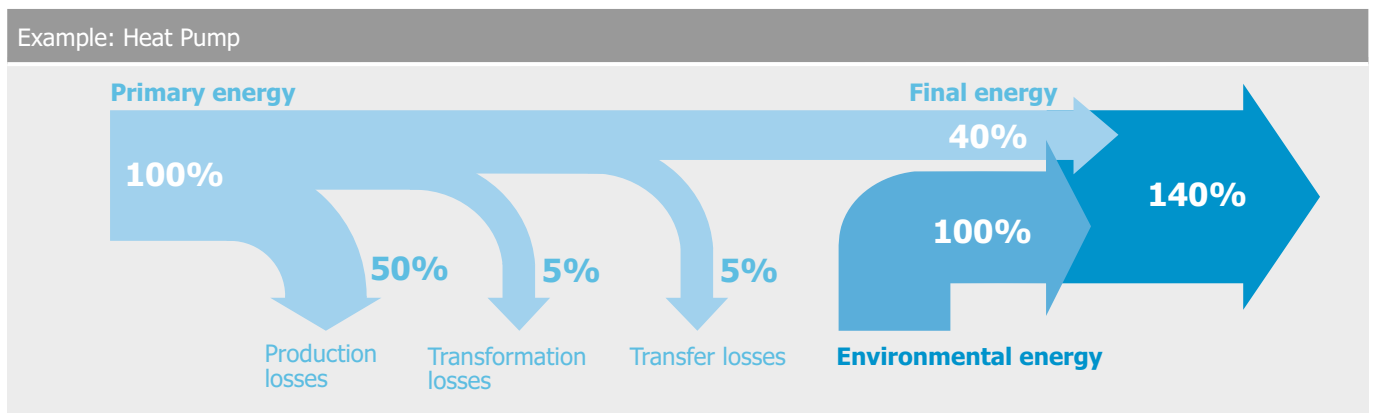 Example: Heat Pump
Primary energy
Final energy
40%
100%
140%
100%
50%
5%
5%
Production
losses
Transformation
losses
Transfer losses
Environmental energy